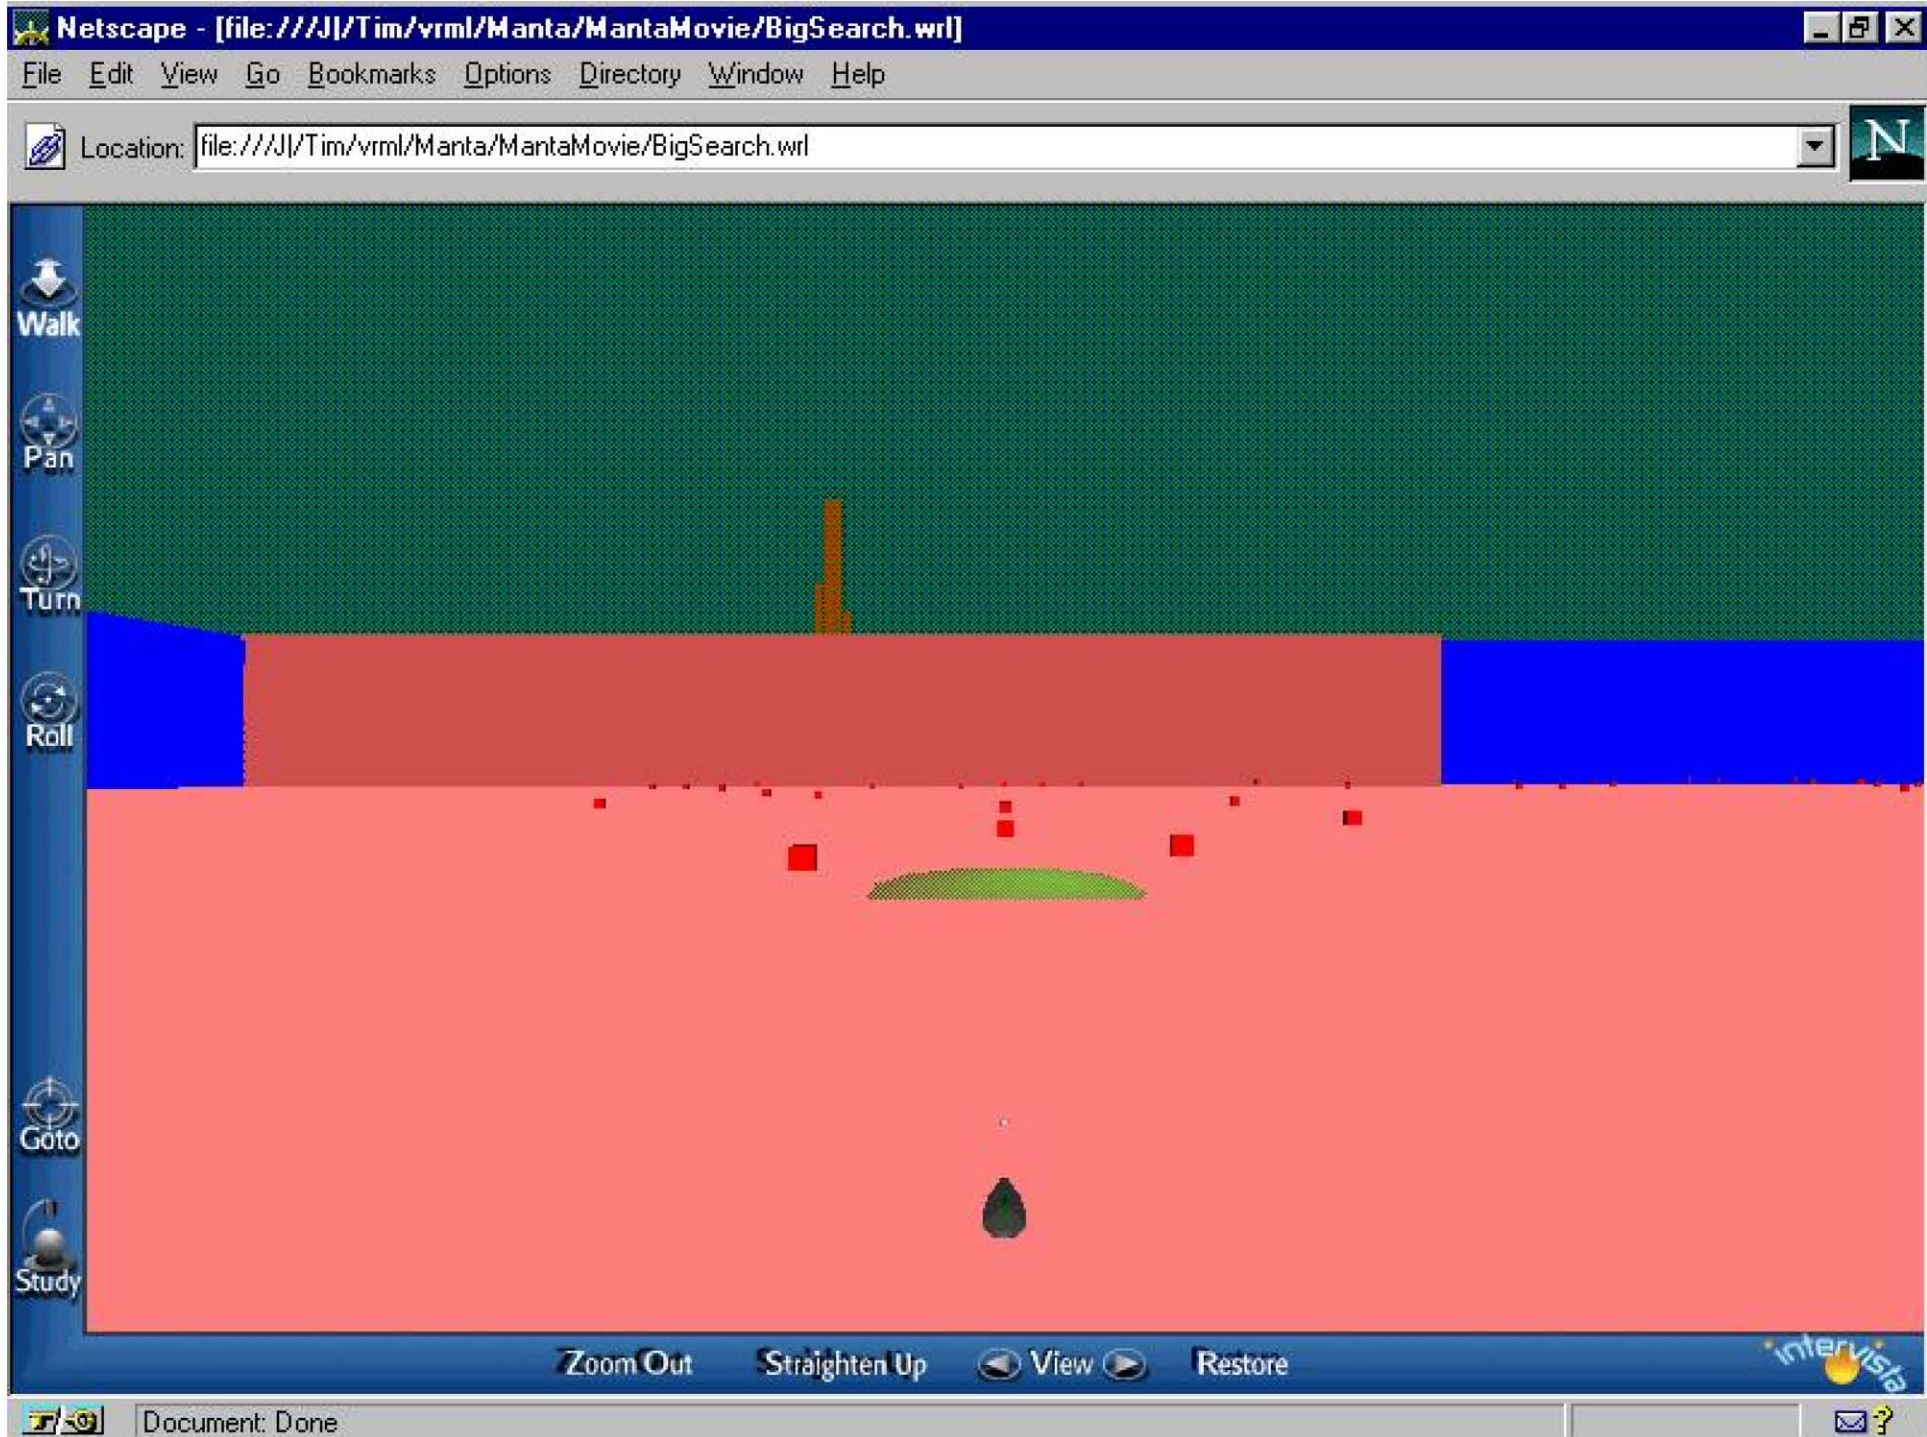 Netscape - [file:///J|/Tim/vrml/Manta/MantaMovie/BigSearch.wrl]
File Edit View Go Bookmarks Options Directory Window Help
Location: file:///J|/Tim/vrml/Manta/MantaMovie/BigSearch.wrl
N
Walk
Pan
Turn
Roll
Goto
Study
Zoom Out Straighten Up View Restore
intervista
Document: Done